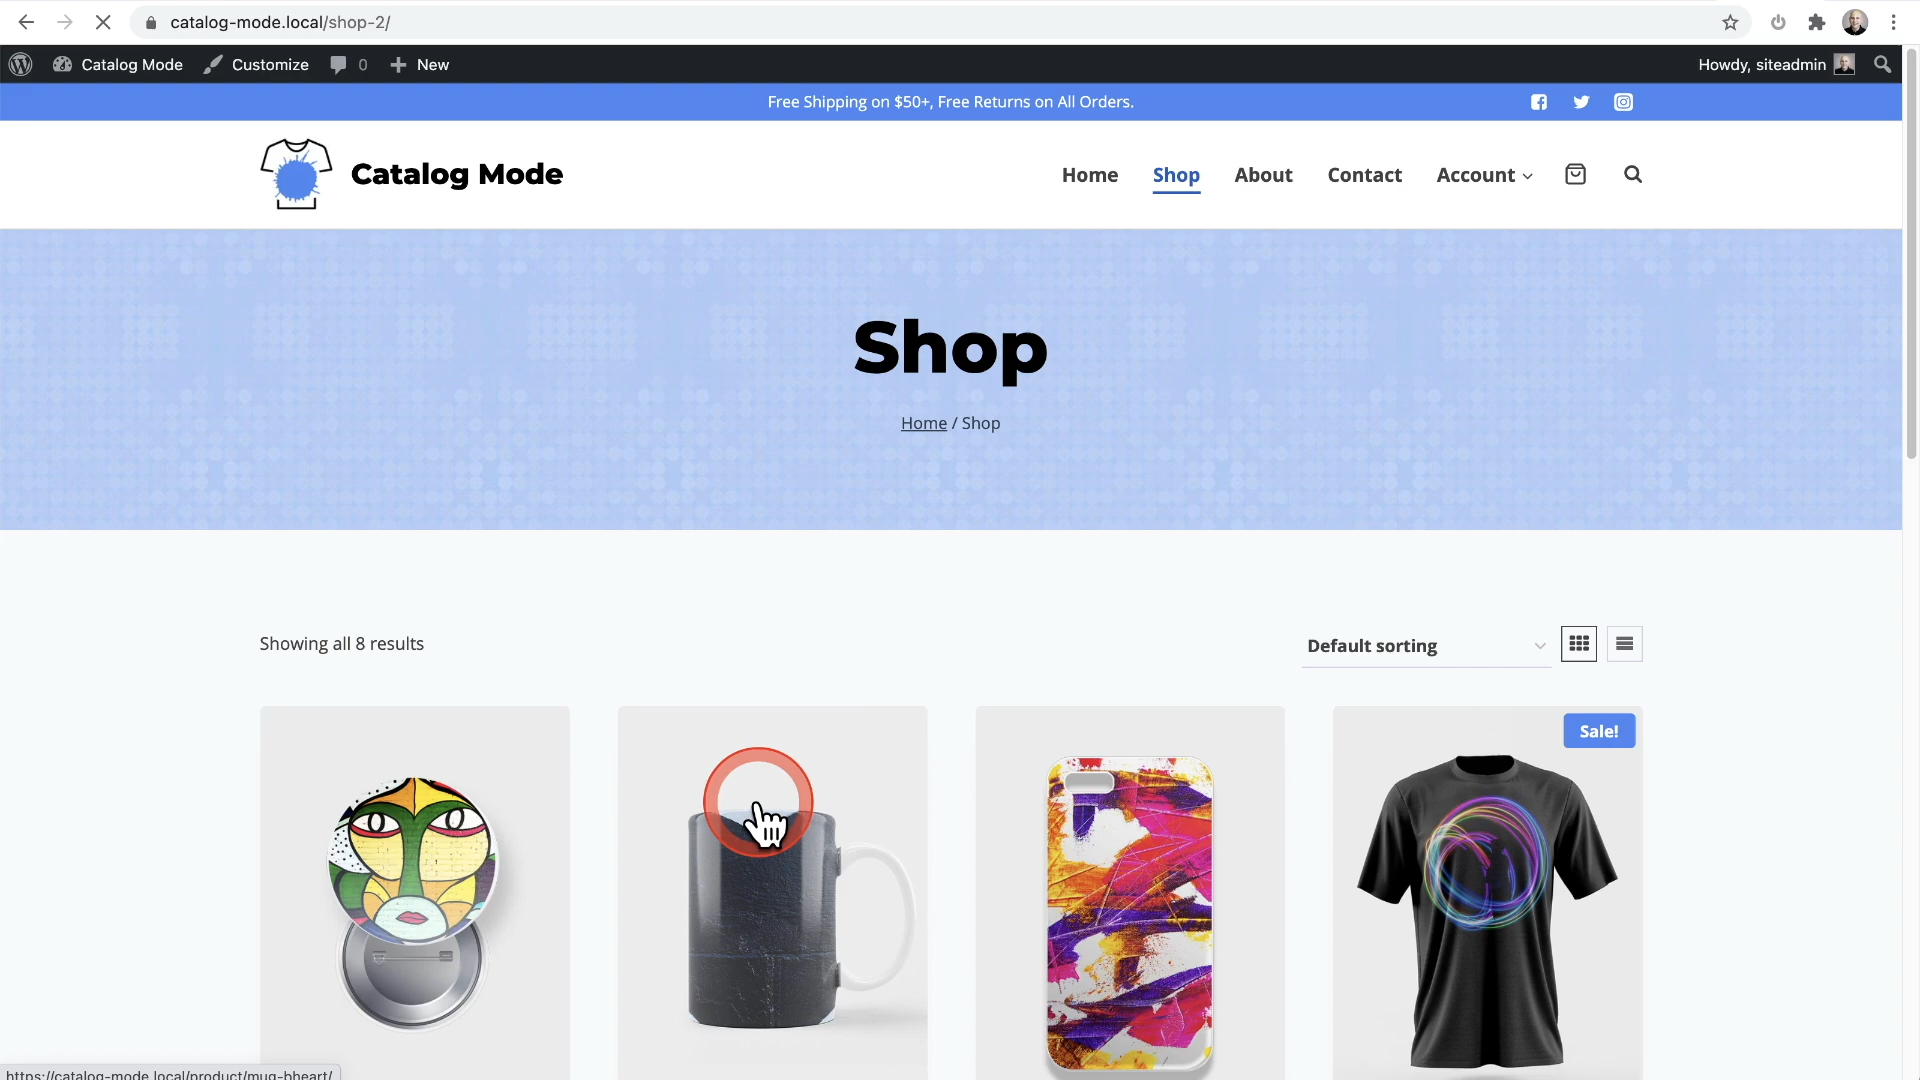 catalog-mode.local/shop-2/
Catalog Mode Customize 0 New Howdy, siteadmin
Free Shipping on $50+, Free Returns on All Orders.
Catalog Mode
Home Shop About Contact Account
Shop
Home / Shop
Showing all 8 results
Default sorting
Sale!
https://catalog-mode.local/product/mug-bheart/